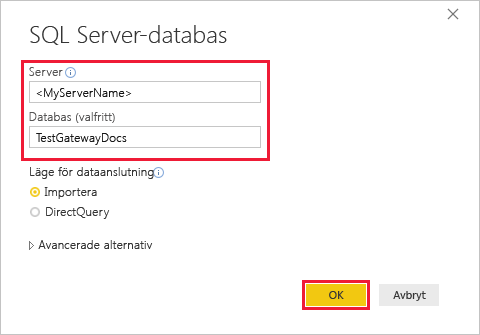 SQL Server-databas
Server
<MyServerName>
Databas (valfritt)
TestGatewayDocs
Läge för dataanslutning
Importera
DirectQuery
Avancerade alternativ
OK
Avbryt